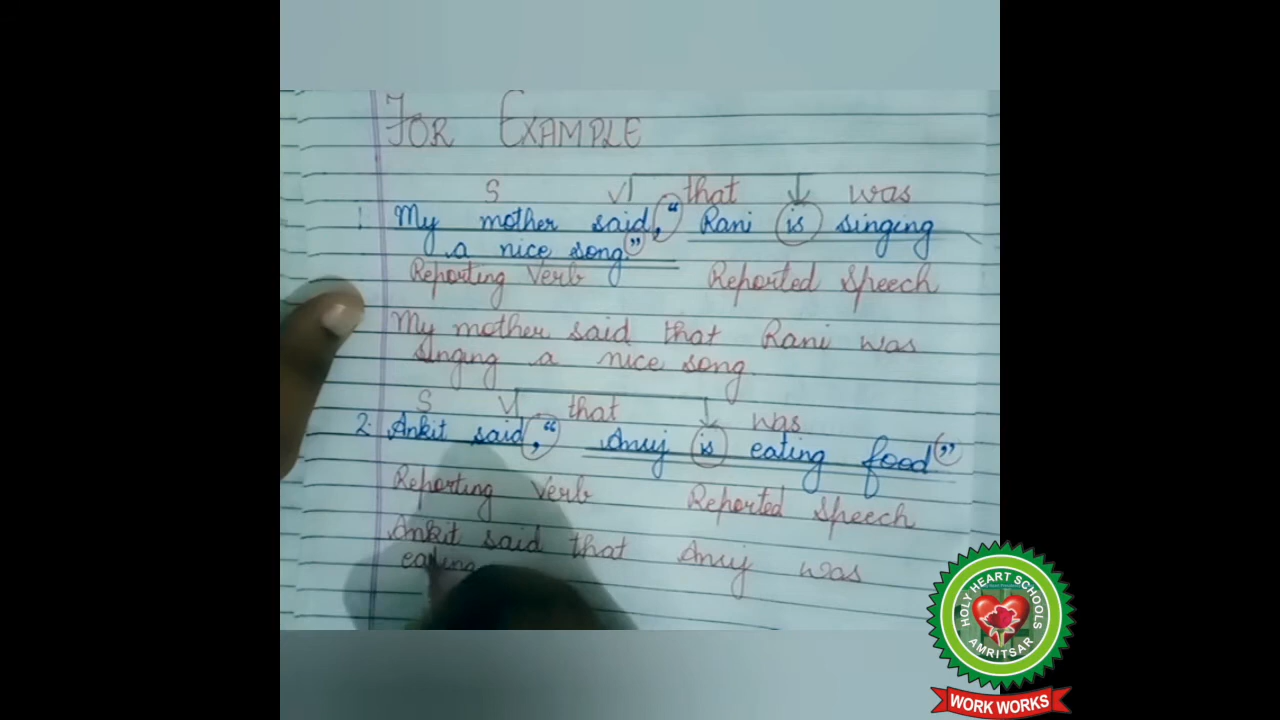 FOR EXAMPLE
S V that was
1. My mother said, “ Rani is singing
a nice song”
Reporting Verb Reported Speech
My mother said that Rani was
singing a nice song.
S V that was
2. Ankit said, “ Anuj is eating food”
Reporting Verb Reported Speech
Ankit said that Anuj was
eating
HOLY HEART SCHOOLS
AMRITSAR
WORK WORKS